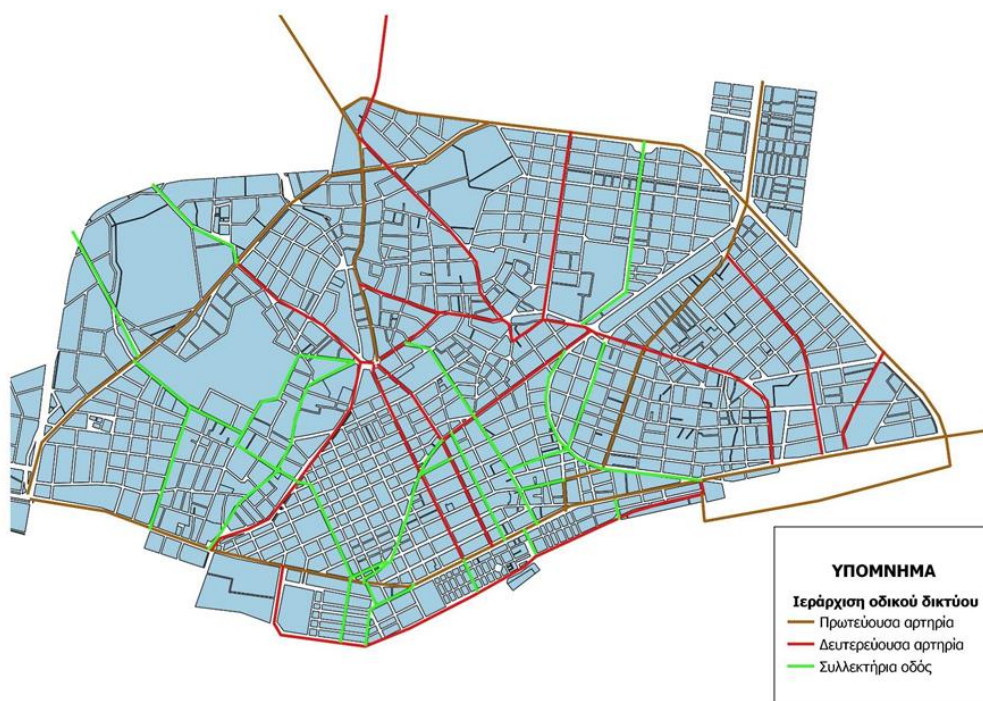 ΥΠΟΜΝΗΜΑ
Ιεράρχιση οδικού δικτύου
Πρωτεύουσα αρτηρία
Δευτερεύουσα αρτηρία
Συλλεκτήρια οδός